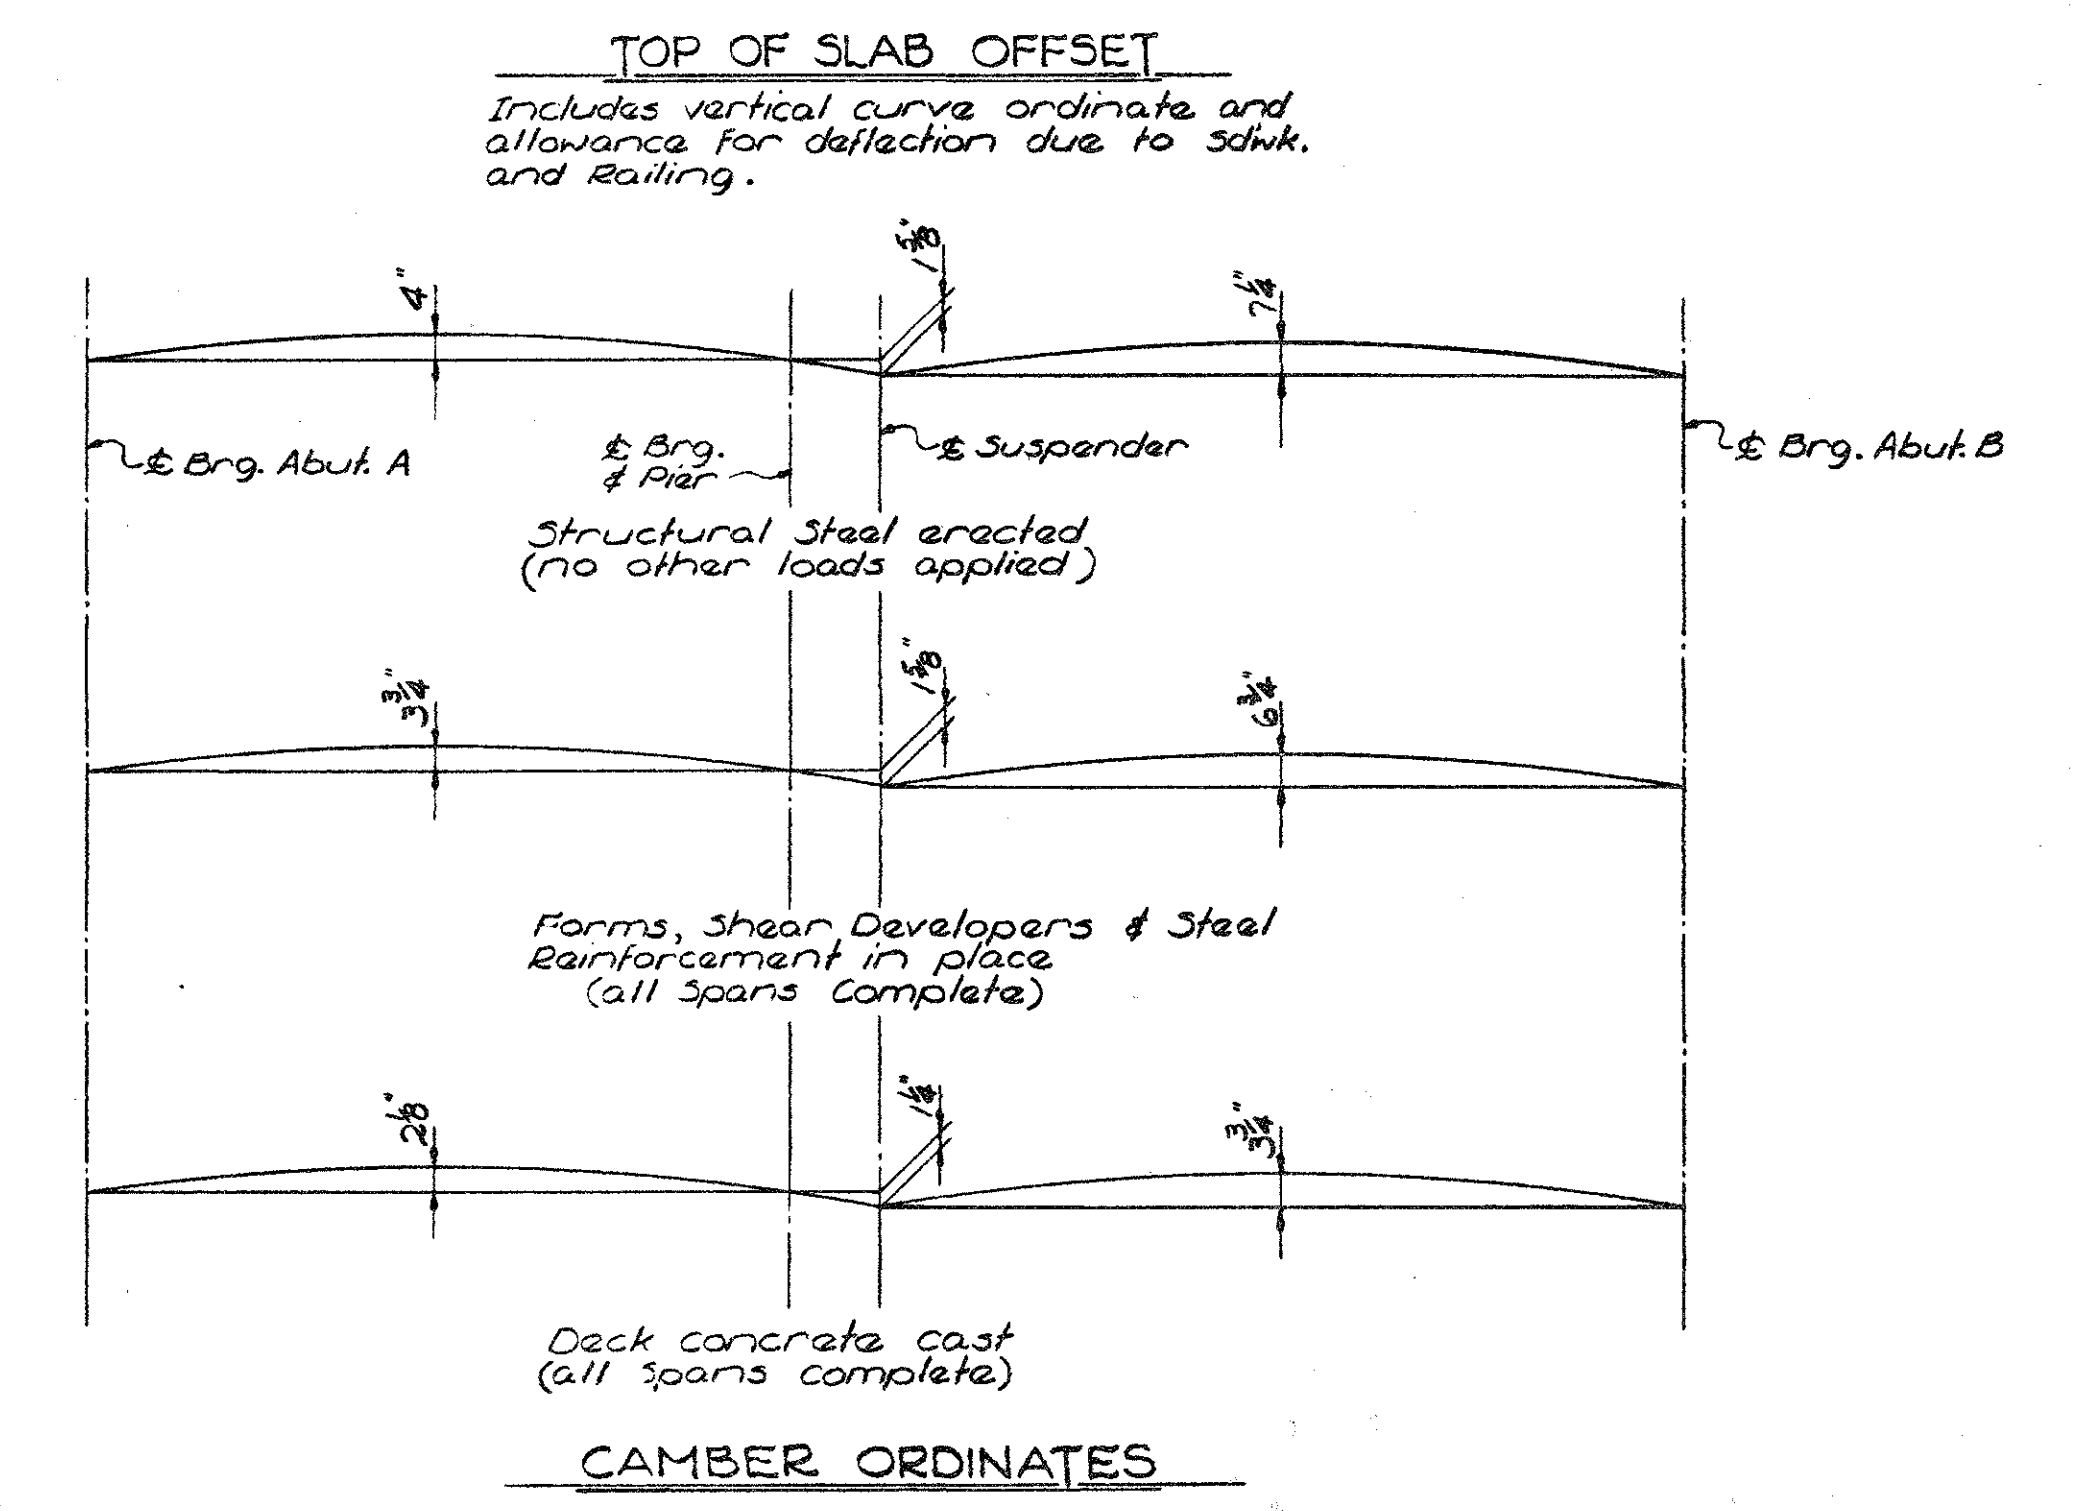 TOP OF SLAB OFFSET
Includes vertical curve ordinate and
allowance for deflection due to sdwk.
and Railing.
4"
1 5/8"
7 1/4"
℄ Brg. Abut. A
℄ Brg.
& Pier
℄ Suspender
℄ Brg. Abut. B
Structural Steel erected
(no other loads applied)
3 3/4"
1 5/8"
6 3/4"
Forms, Shear Developers & Steel
Reinforcement in place
(all Spans Complete)
2 1/8"
1 1/4"
3 3/4"
Deck concrete cast
(all Spans complete)
CAMBER ORDINATES